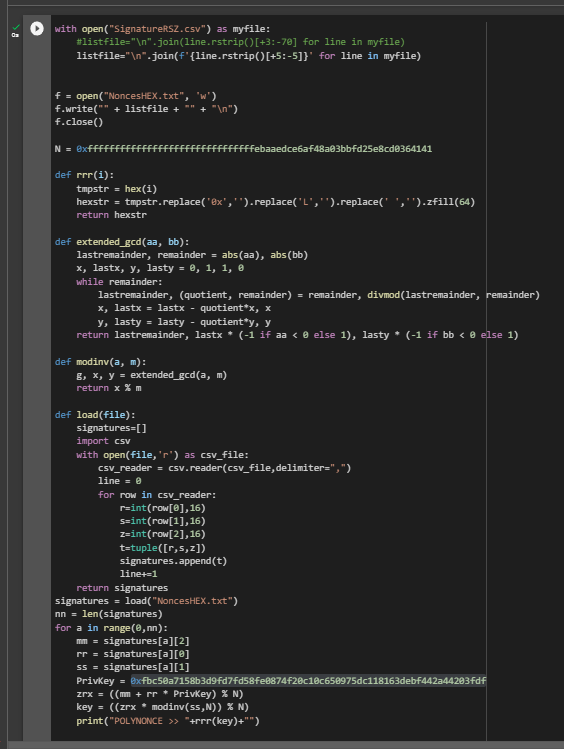 with open("SignatureRSZ.csv") as myfile:
#listfile="\n".join(line.rstrip()[+3:-70] for line in myfile)
listfile="\n".join(f'{line.rstrip()[+5:-5]}' for line in myfile)
f = open("NoncesHEX.txt", 'w')
f.write("" + listfile + "" + "\n")
f.close()
N = 0xfffffffffffffffffffffffffffffffebaaedce6af48a03bbfd25e8cd0364141
def rrr(i):
tmpstr = hex(i)
hexstr = tmpstr.replace('0x','').replace('L','').replace(' ','').zfill(64)
return hexstr
def extended_gcd(aa, bb):
lastremainder, remainder = abs(aa), abs(bb)
x, lastx, y, lasty = 0, 1, 1, 0
while remainder:
lastremainder, (quotient, remainder) = remainder, divmod(lastremainder, remainder)
x, lastx = lastx - quotient*x, x
y, lasty = lasty - quotient*y, y
return lastremainder, lastx * (-1 if aa < 0 else 1), lasty * (-1 if bb < 0 else 1)
def modinv(a, m):
g, x, y = extended_gcd(a, m)
return x % m
def load(file):
signatures=[]
import csv
with open(file,'r') as csv_file:
csv_reader = csv.reader(csv_file,delimiter=",")
line = 0
for row in csv_reader:
r=int(row[0],16)
s=int(row[1],16)
z=int(row[2],16)
t=tuple([r,s,z])
signatures.append(t)
line+=1
return signatures
signatures = load("NoncesHEX.txt")
nn = len(signatures)
for a in range(0,nn):
mm = signatures[a][2]
rr = signatures[a][0]
ss = signatures[a][1]
PrivKey = 0xfbc50a7158b3d9fd7fd58fe0874f20c10c650975dc118163debf442a44203fdf
zrx = ((mm + rr * PrivKey) % N)
key = ((zrx * modinv(ss,N)) % N)
print("POLYNONCE >> "+rrr(key)+"")